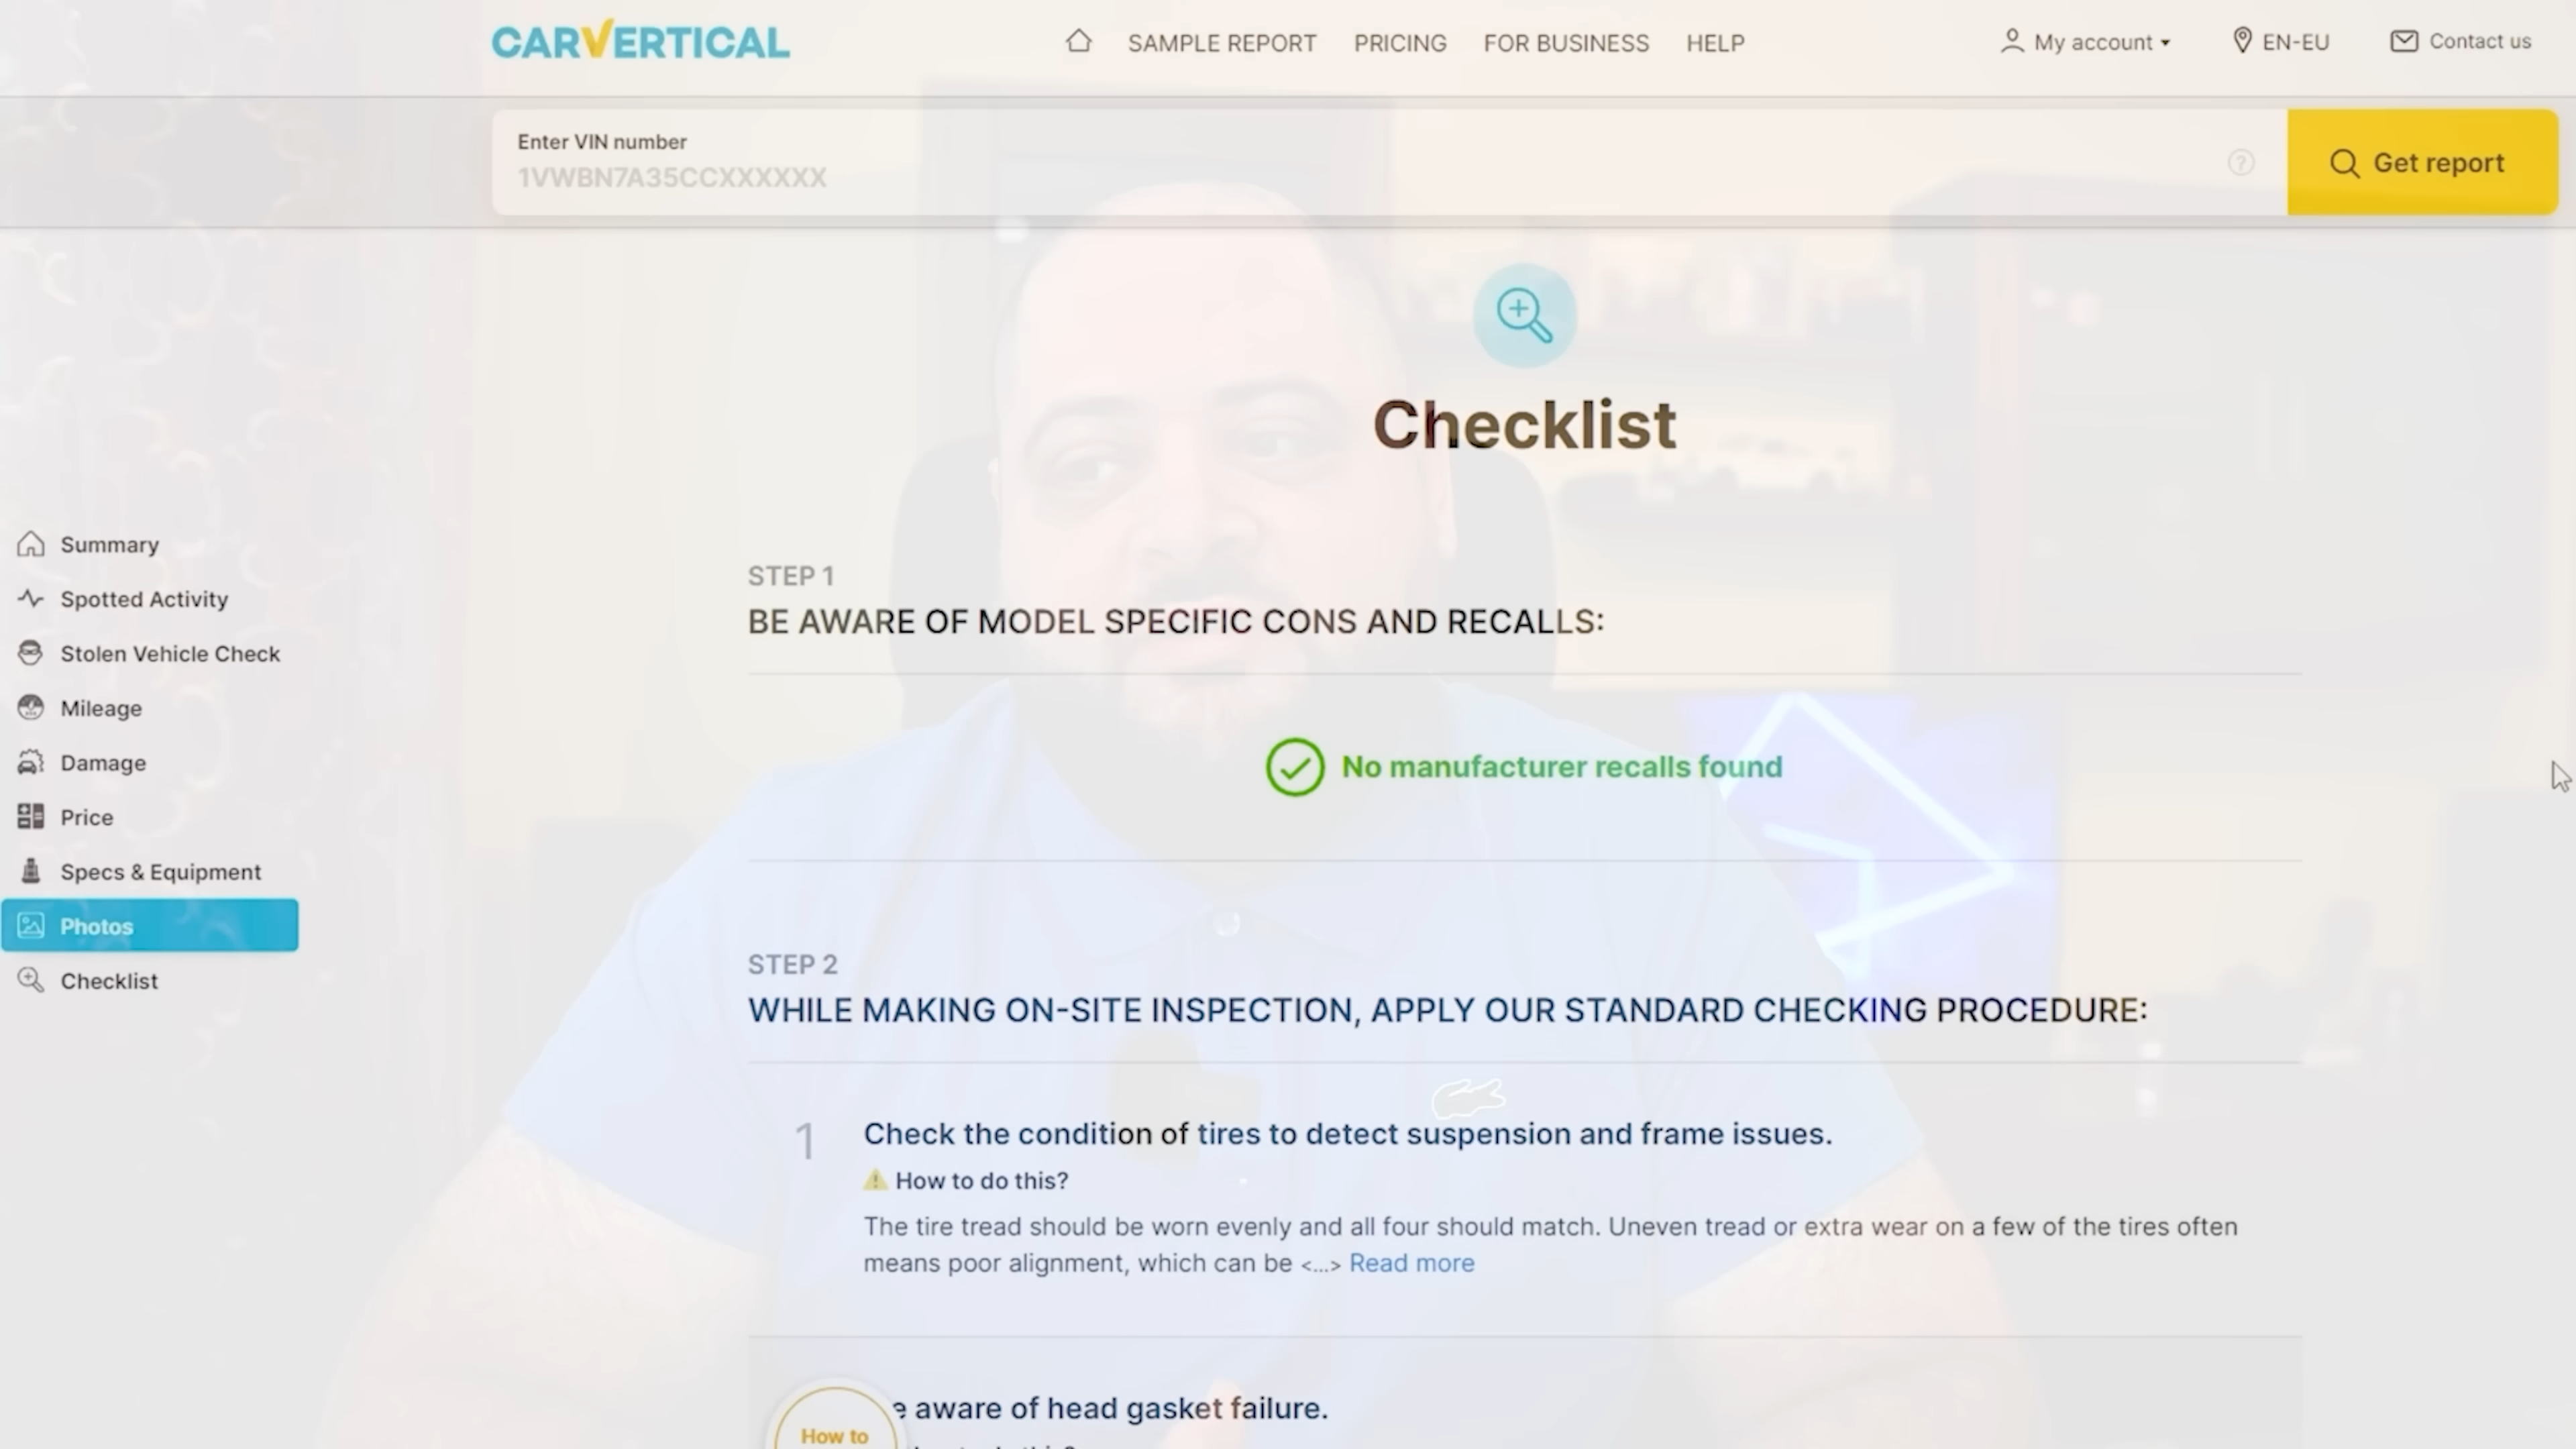 CARVERTICAL
SAMPLE REPORT
PRICING
FOR BUSINESS
HELP
My account
EN-EU
Contact us
Enter VIN number
1VWBN7A35CCXXXXXX
Get report
Checklist
Summary
Spotted Activity
Stolen Vehicle Check
Mileage
Damage
Price
Specs & Equipment
Photos
Checklist
STEP 1
BE AWARE OF MODEL SPECIFIC CONS AND RECALLS:
No manufacturer recalls found
STEP 2
WHILE MAKING ON-SITE INSPECTION, APPLY OUR STANDARD CHECKING PROCEDURE:
1
Check the condition of tires to detect suspension and frame issues.
How to do this?
The tire tread should be worn evenly and all four should match. Uneven tread or extra wear on a few of the tires often
means poor alignment, which can be <...> Read more
aware of head gasket failure.
How to